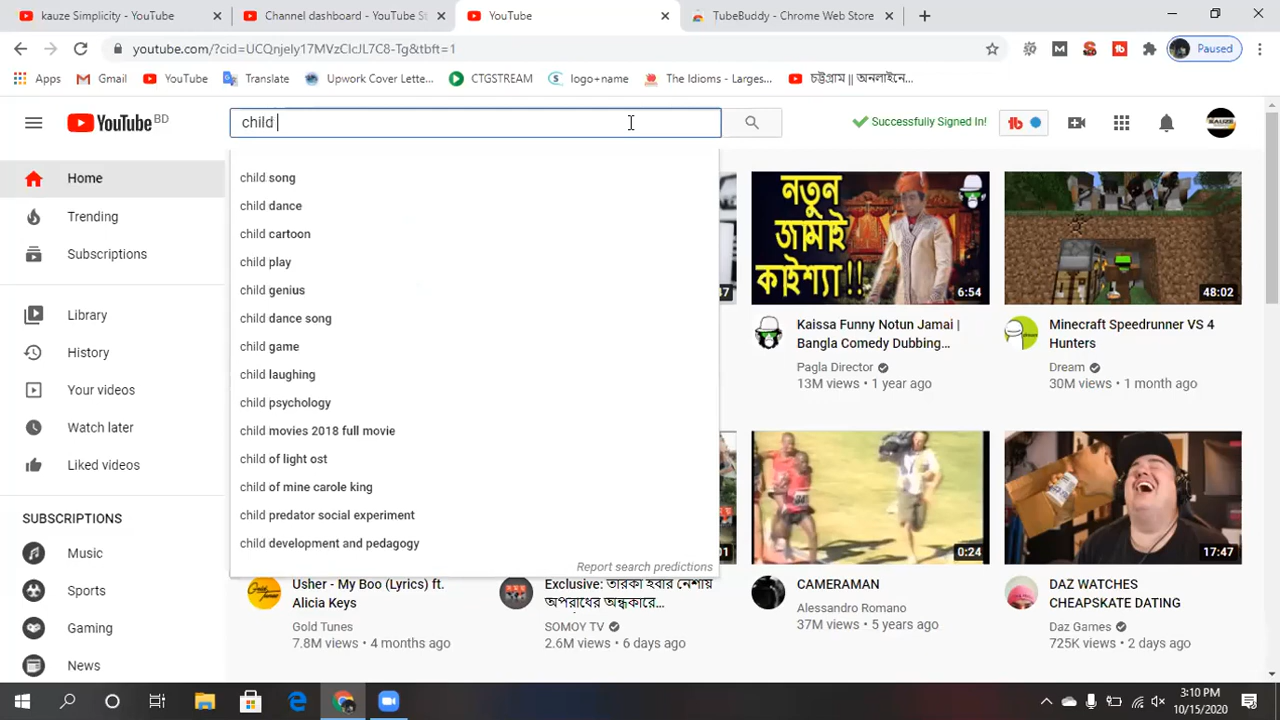 kauze Simplicity - YouTube
Channel dashboard - YouTube St
YouTube
TubeBuddy - Chrome Web Store
youtube.com/?cid=UCQnjely17MVzCIcJL7C8-Tg&tbft=1
Paused
Apps
Gmail
YouTube
Translate
Upwork Cover Lette...
CTGSTREAM
logo+name
The Idioms - Larges...
চট্টগ্রাম || অনলাইনে...
YouTube BD
child
Successfully Signed In!
Home
Trending
Subscriptions
Library
History
Your videos
Watch later
Liked videos
SUBSCRIPTIONS
Music
Sports
Gaming
News
child song
child dance
child cartoon
child play
child genius
child dance song
child game
child laughing
child psychology
child movies 2018 full movie
child of light ost
child of mine carole king
child predator social experiment
child development and pedagogy
Report search predictions
নতুন
জামাই
কাইশ্যা !!
6:54
48:02
Kaissa Funny Notun Jamai |
Bangla Comedy Dubbing...
Pagla Director
13M views • 1 year ago
Minecraft Speedrunner VS 4
Hunters
Dream
30M views • 1 month ago
0:24
17:47
Usher - My Boo (Lyrics) ft.
Alicia Keys
Gold Tunes
7.8M views • 4 months ago
Exclusive: তারকা হবার নেশায়
অপরাধের অন্ধকারে...
SOMOY TV
2.6M views • 6 days ago
CAMERAMAN
Alessandro Romano
37M views • 5 years ago
DAZ WATCHES
CHEAPSKATE DATING
Daz Games
725K views • 2 days ago
3:10 PM
10/15/2020